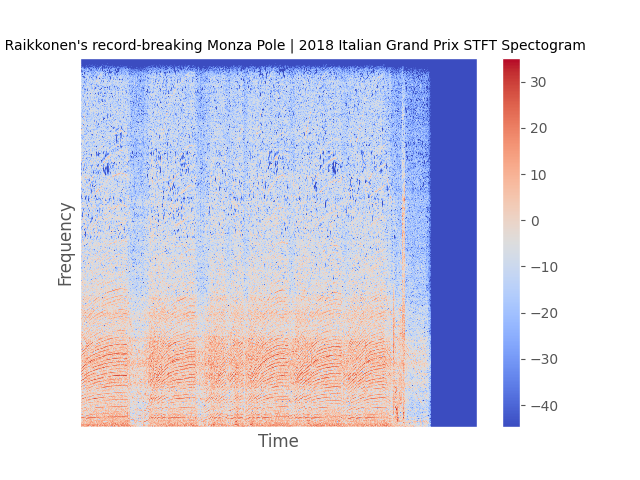 Raikkonen's record-breaking Monza Pole | 2018 Italian Grand Prix STFT Spectogram
Frequency
Time
30
20
10
0
−10
−20
−30
−40